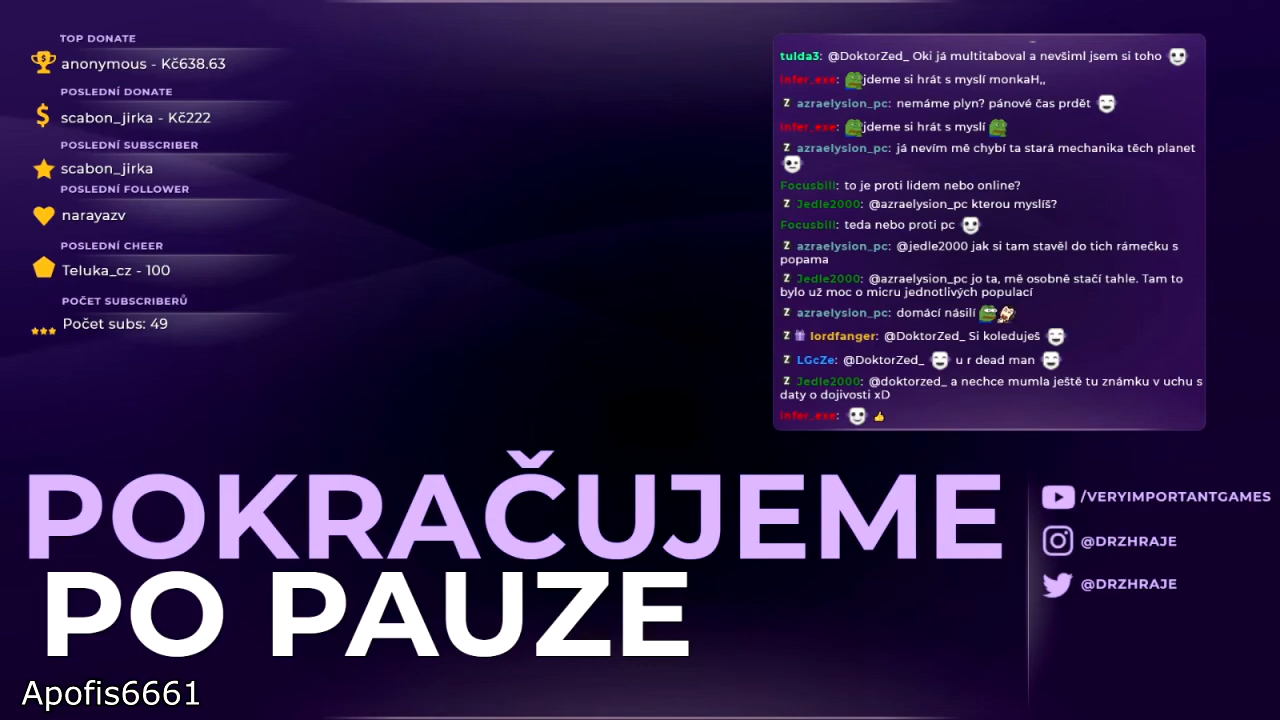 TOP DONATE
anonymous - Kč638.63
POSLEDNÍ DONATE
scabon_jirka - Kč222
POSLEDNÍ SUBSCRIBER
scabon_jirka
POSLEDNÍ FOLLOWER
narayazv
POSLEDNÍ CHEER
Teluka_cz - 100
POČET SUBSCRIBERŮ
Počet subs: 49
tulda3: @DoktorZed_ Oki já multitaboval a nevšiml jsem si toho
infer_exe: jdeme si hrát s myslí monkaH,,
Z azraelysion_pc: nemáme plyn? pánové čas prdět
infer_exe: jdeme si hrát s myslí
Z azraelysion_pc: já nevím mě chybí ta stará mechanika těch planet
Focusbill: to je proti lidem nebo online?
Z Jedle2000: @azraelysion_pc kterou myslíš?
Focusbill: teda nebo proti pc
Z azraelysion_pc: @jedle2000 jak si tam stavěl do tich rámečku s
popama
Z Jedle2000: @azraelysion_pc jo ta, mě osobně stačí tahle. Tam to
bylo už moc o micru jednotlivých populací
Z azraelysion_pc: domácí násilí
Z lordfanger: @DoktorZed_ Si koleduješ
Z LGcZe: @DoktorZed_ u r dead man
Z Jedle2000: @doktorzed_ a nechce mumla ještě tu známku v uchu s
daty o dojivosti xD
infer_exe:
POKRAČUJEME
PO PAUZE
/VERYIMPORTANTGAMES
@DRZHRAJE
@DRZHRAJE
Apofis6661